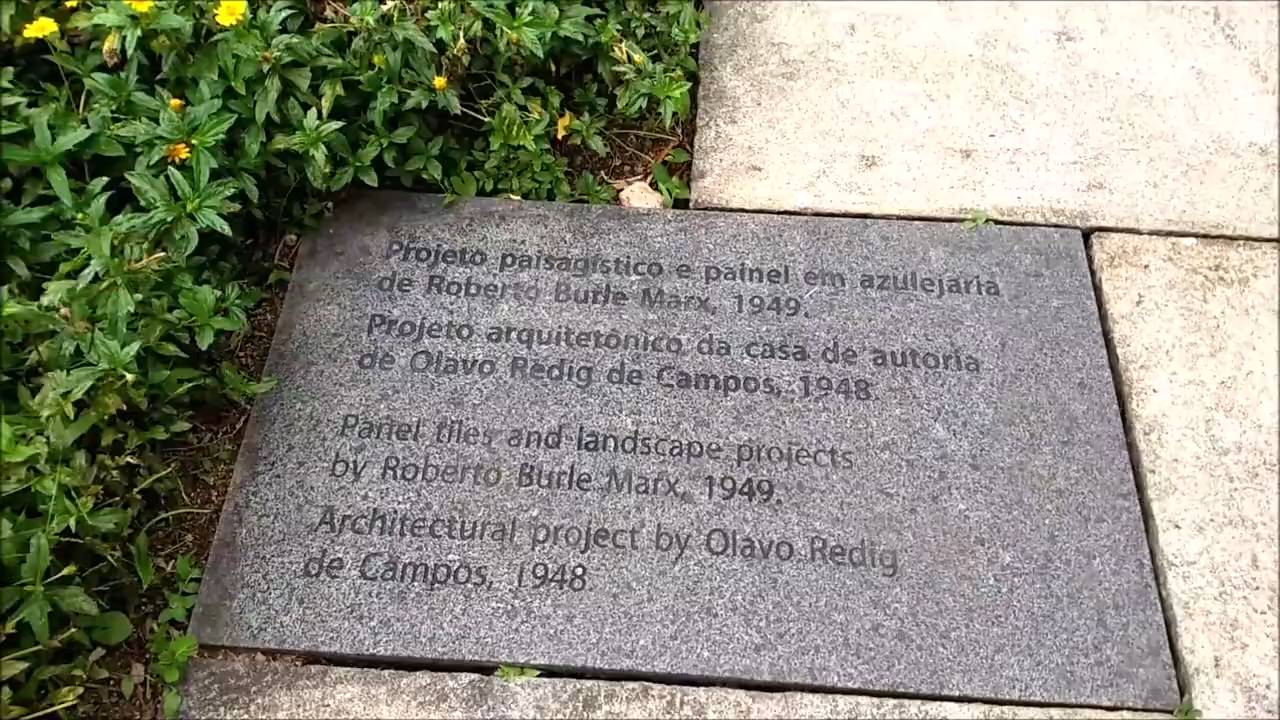 Projeto paisagístico e painel em azulejaria
de Roberto Burle Marx, 1949.
Projeto arquitetônico da casa de autoria
de Olavo Redig de Campos, 1948.
Panel tiles and landscape projects
by Roberto Burle Marx, 1949.
Architectural project by Olavo Redig
de Campos, 1948